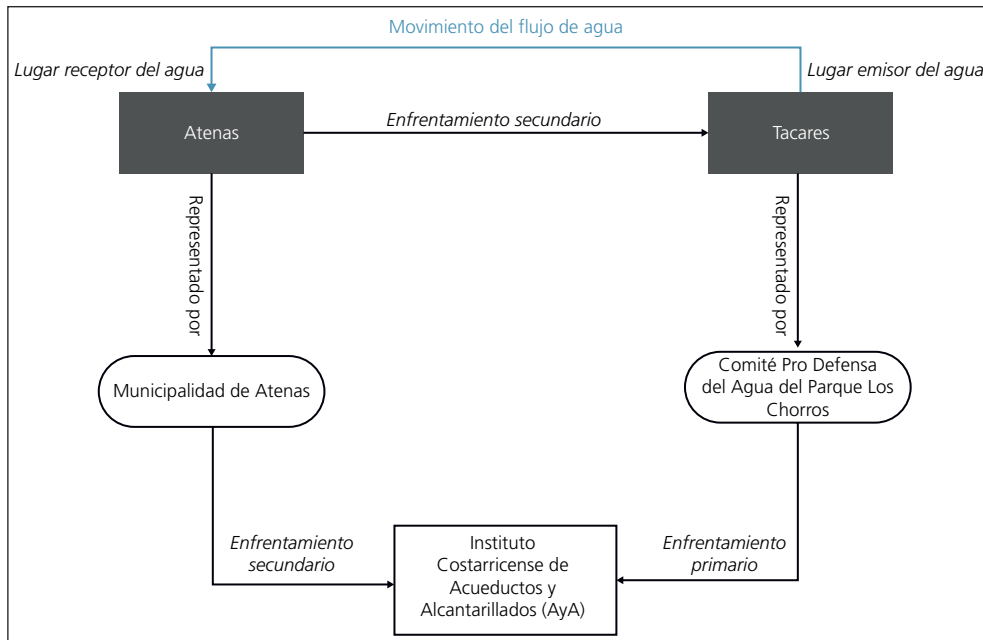 Movimiento del flujo de agua
Lugar receptor del agua
Lugar emisor del agua
Atenas
Enfrentamiento secundario
Tacares
Representado por
Representado por
Municipalidad de Atenas
Comité Pro Defensa
del Agua del Parque Los
Chorros
Enfrentamiento
secundario
Instituto
Costarricense de
Acueductos y
Alcantarillados (AyA)
Enfrentamiento
primario